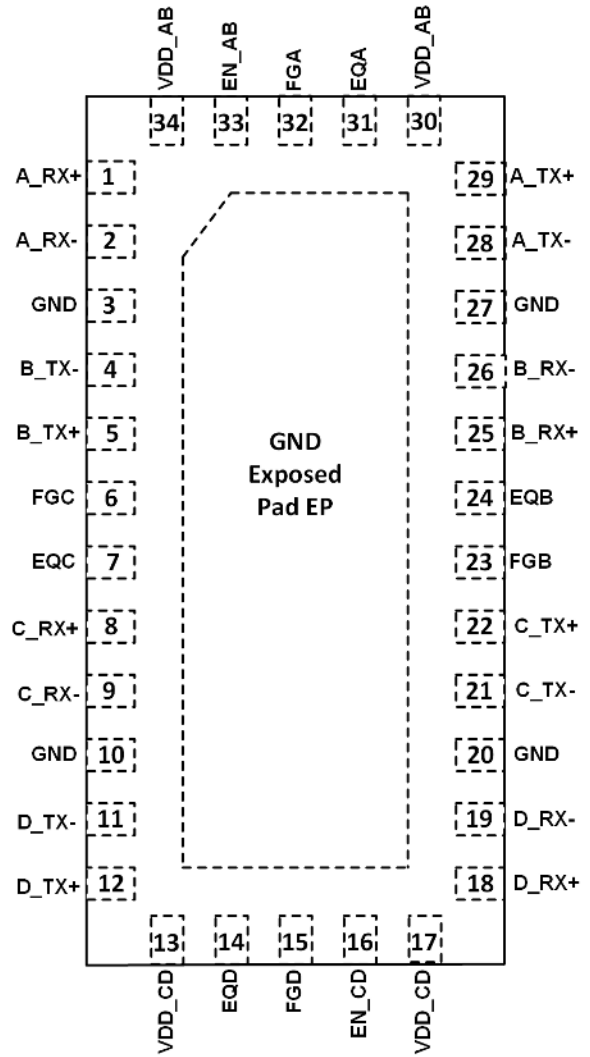 VDD_AB EN_AB FGA EQA VDD_AB
34 33 32 31 30
A_RX+ 1 29 A_TX+
A_RX- 2 28 A_TX-
GND 3 27 GND
B_TX- 4 26 B_RX-
B_TX+ 5 25 B_RX+
GND
Exposed
Pad EP
FGC 6 24 EQB
EQC 7 23 FGB
C_RX+ 8 22 C_TX+
C_RX- 9 21 C_TX-
GND 10 20 GND
D_TX- 11 19 D_RX-
D_TX+ 12 18 D_RX+
13 14 15 16 17
VDD_CD EQD FGD EN_CD VDD_CD